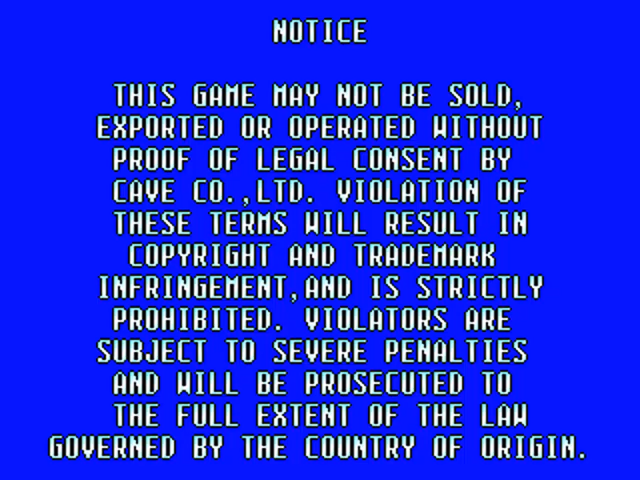 NOTICE
THIS GAME MAY NOT BE SOLD,
EXPORTED OR OPERATED WITHOUT
PROOF OF LEGAL CONSENT BY
CAVE CO.,LTD. VIOLATION OF
THESE TERMS WILL RESULT IN
COPYRIGHT AND TRADEMARK
INFRINGEMENT,AND IS STRICTLY
PROHIBITED. VIOLATORS ARE
SUBJECT TO SEVERE PENALTIES
AND WILL BE PROSECUTED TO
THE FULL EXTENT OF THE LAW
GOVERNED BY THE COUNTRY OF ORIGIN.